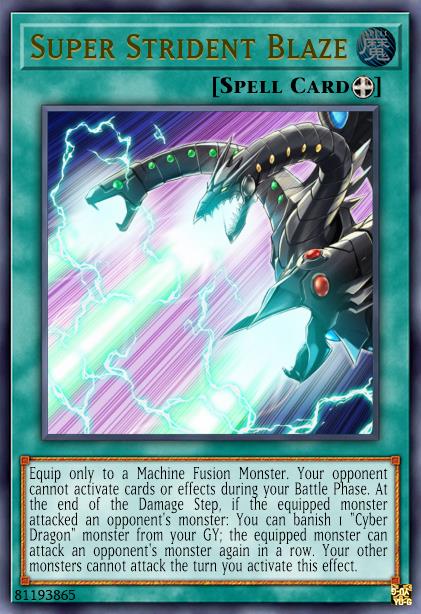 SUPER STRIDENT BLAZE
[SPELL CARD]
Equip only to a Machine Fusion Monster. Your opponent
cannot activate cards or effects during your Battle Phase. At
the end of the Damage Step, if the equipped monster
attacked an opponent's monster: You can banish 1 "Cyber
Dragon" monster from your GY; the equipped monster can
attack an opponent's monster again in a row. Your other
monsters cannot attack the turn you activate this effect.
81193865